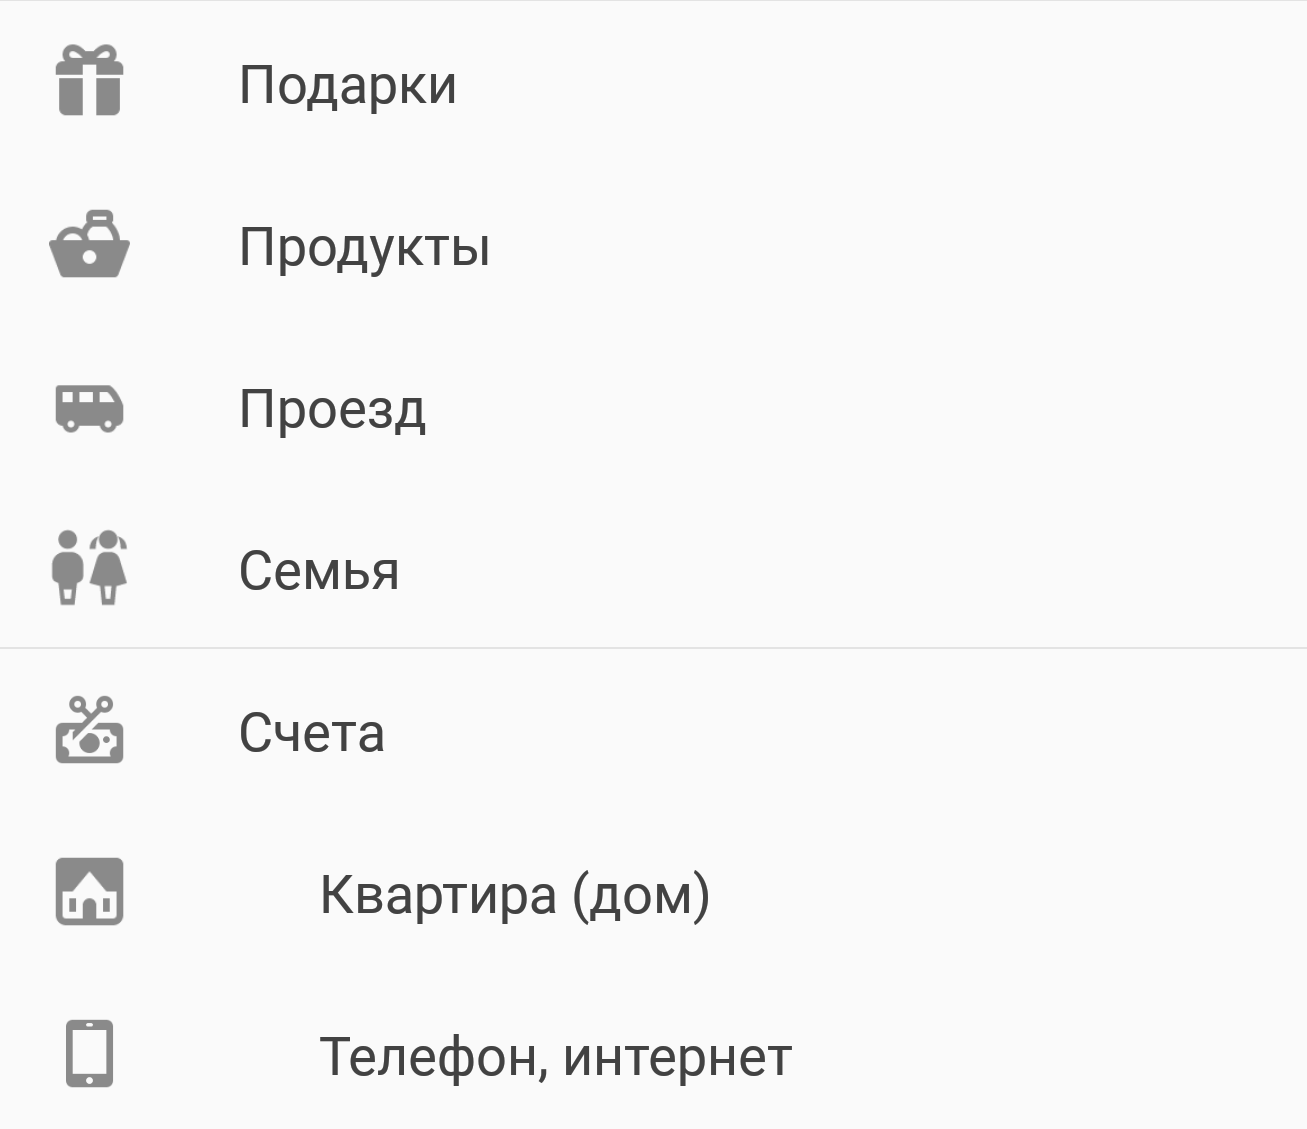 Подарки
Продукты
Проезд
Семья
Счета
Квартира (дом)
Телефон, интернет